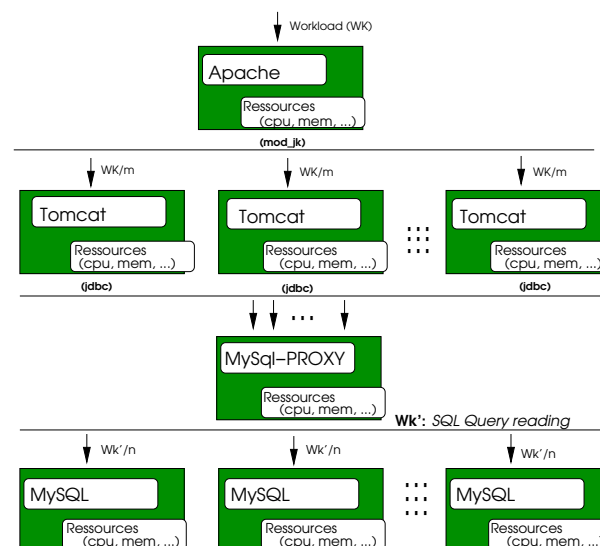 Workload (WK)
Apache
Ressources
(cpu, mem, ...)
(mod_jk)
WK/m
WK/m
WK/m
Tomcat
Tomcat
Tomcat
Ressources
(cpu, mem, ...)
Ressources
(cpu, mem, ...)
Ressources
(cpu, mem, ...)
(jdbc)
(jdbc)
(jdbc)
...
MySql-PROXY
Ressources
(cpu, mem, ...)
Wk': SQL Query reading
Wk'/n
Wk'/n
Wk'/n
MySQL
MySQL
MySQL
Ressources
(cpu, mem, ...)
Ressources
(cpu, mem, ...)
Ressources
(cpu, mem, ...)